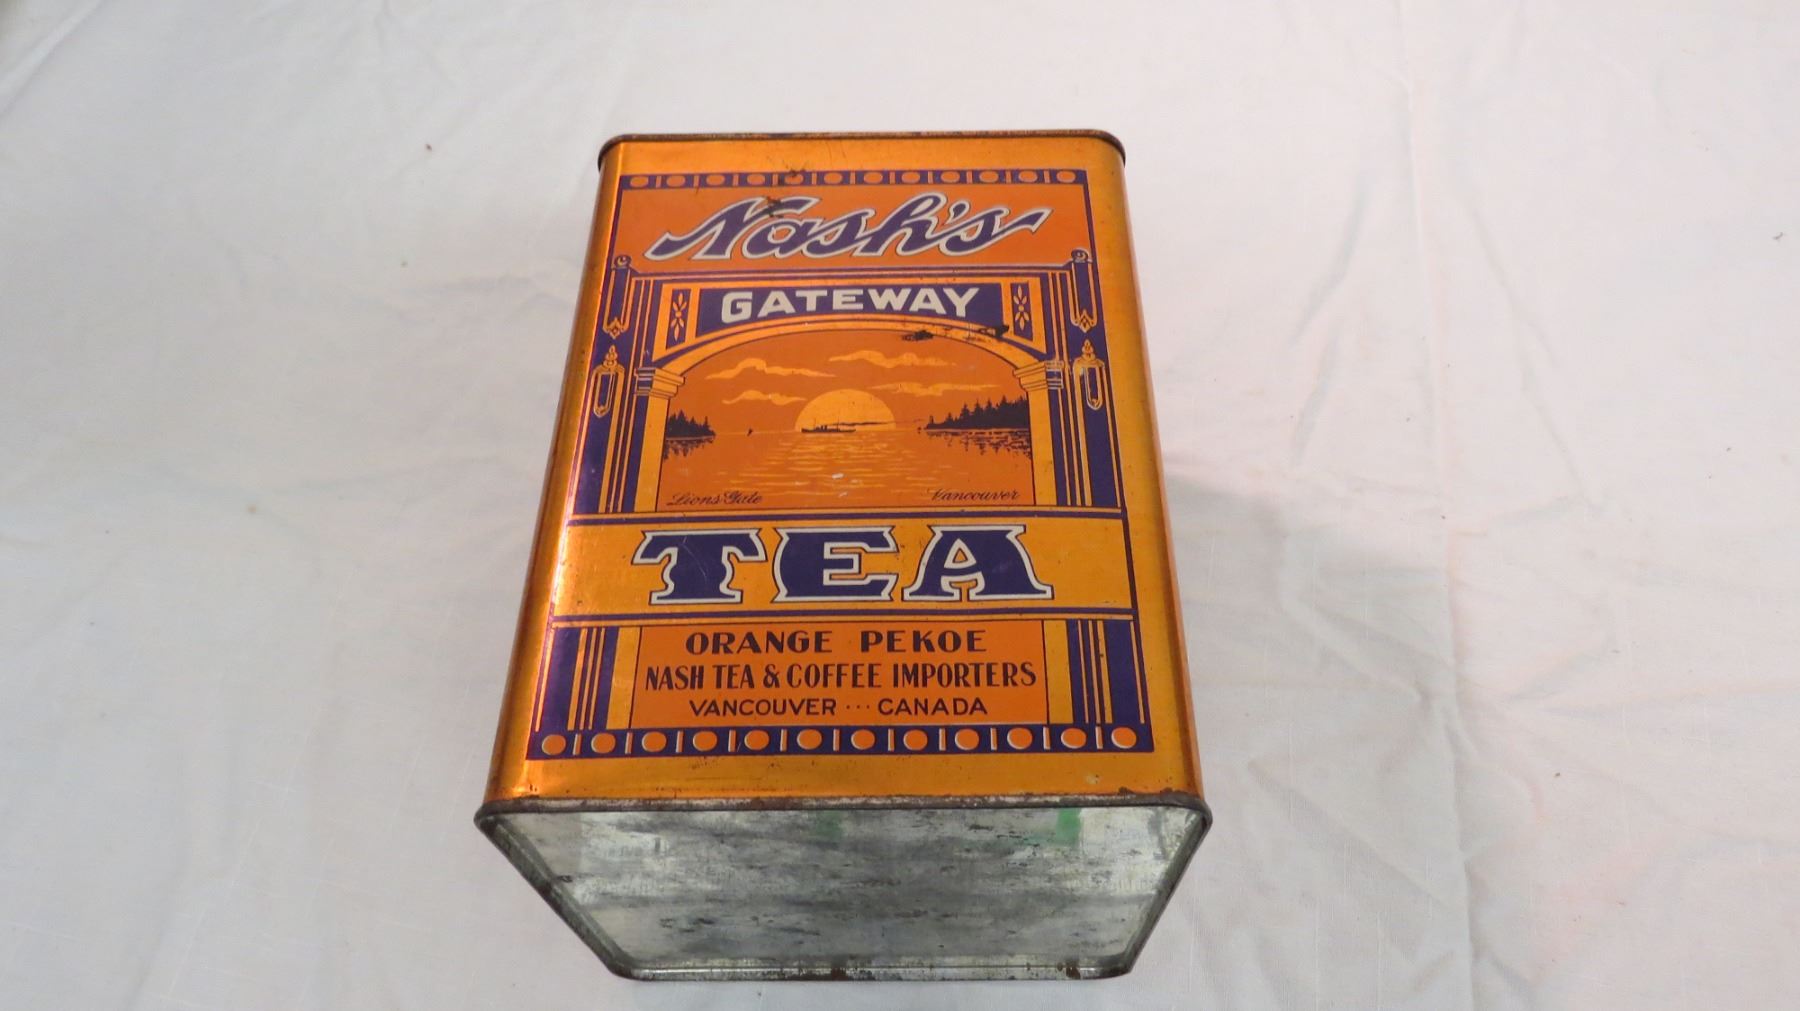 Nash's
GATEWAY
Lions Gate Vancouver
TEA
ORANGE PEKOE
NASH TEA & COFFEE IMPORTERS
VANCOUVER ··· CANADA